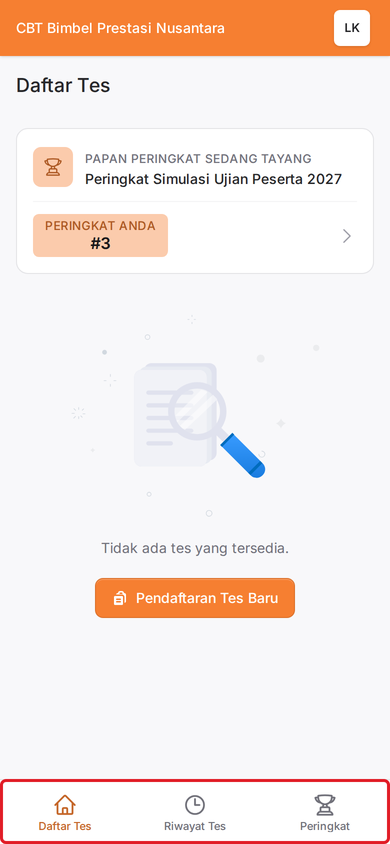 CBT Bimbel Prestasi Nusantara
LK
Daftar Tes
PAPAN PERINGKAT SEDANG TAYANG
Peringkat Simulasi Ujian Peserta 2027
PERINGKAT ANDA
#3
Tidak ada tes yang tersedia.
Pendaftaran Tes Baru
Daftar Tes
Riwayat Tes
Peringkat